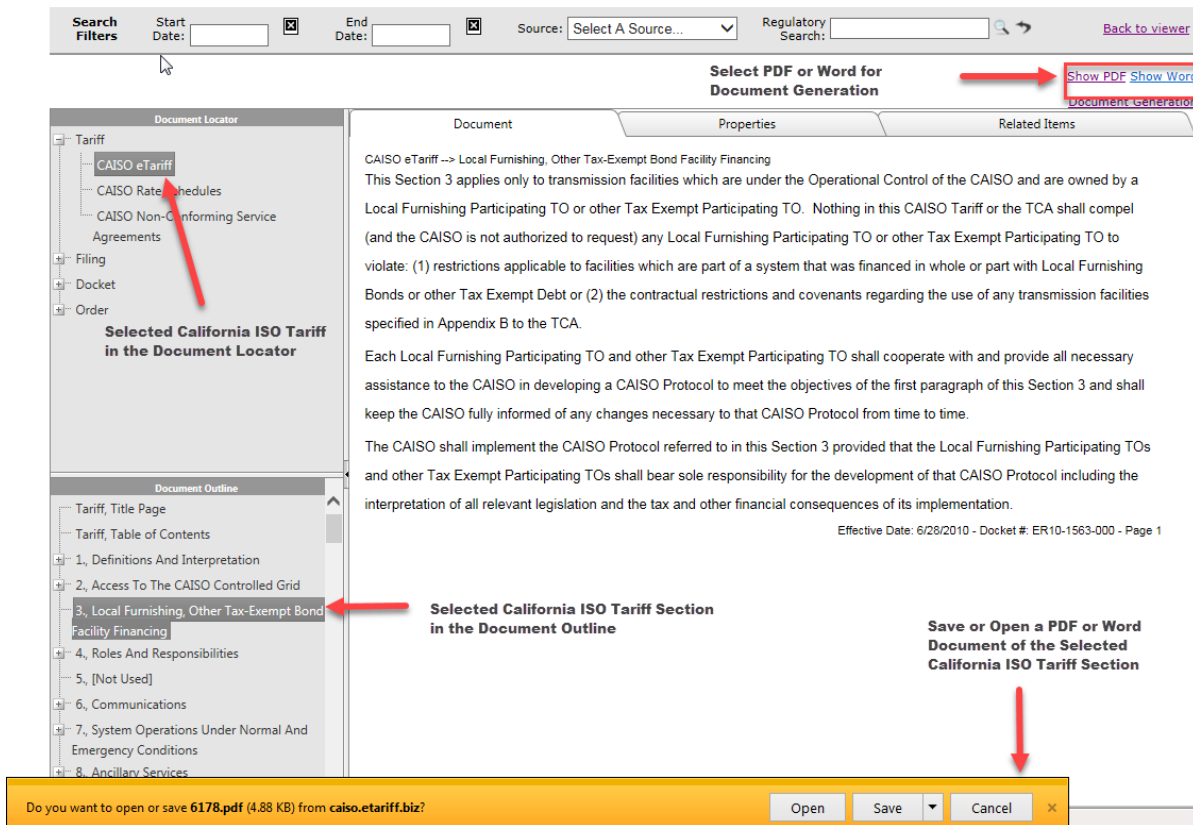 Search Filters
Start Date:
End Date:
Source:
Select A Source...
Regulatory Search:
Back to viewer
Select PDF or Word for
Document Generation
Show PDF Show Word
Document Generation
Document Locator
Tariff
CAISO eTariff
CAISO Rate Schedules
CAISO Non-Conforming Service
Agreements
Filing
Docket
Order
Selected California ISO Tariff
in the Document Locator
Document
Properties
Related Items
CAISO eTariff --> Local Furnishing, Other Tax-Exempt Bond Facility Financing
This Section 3 applies only to transmission facilities which are under the Operational Control of the CAISO and are owned by a
Local Furnishing Participating TO or other Tax Exempt Participating TO. Nothing in this CAISO Tariff or the TCA shall compel
(and the CAISO is not authorized to request) any Local Furnishing Participating TO or other Tax Exempt Participating TO to
violate: (1) restrictions applicable to facilities which are part of a system that was financed in whole or part with Local Furnishing
Bonds or other Tax Exempt Debt or (2) the contractual restrictions and covenants regarding the use of any transmission facilities
specified in Appendix B to the TCA.
Each Local Furnishing Participating TO and other Tax Exempt Participating TO shall cooperate with and provide all necessary
assistance to the CAISO in developing a CAISO Protocol to meet the objectives of the first paragraph of this Section 3 and shall
keep the CAISO fully informed of any changes necessary to that CAISO Protocol from time to time.
The CAISO shall implement the CAISO Protocol referred to in this Section 3 provided that the Local Furnishing Participating TOs
and other Tax Exempt Participating TOs shall bear sole responsibility for the development of that CAISO Protocol including the
interpretation of all relevant legislation and the tax and other financial consequences of its implementation.
Effective Date: 6/28/2010 - Docket #: ER10-1563-000 - Page 1
Document Outline
Tariff, Title Page
Tariff, Table of Contents
1., Definitions And Interpretation
2., Access To The CAISO Controlled Grid
3., Local Furnishing, Other Tax-Exempt Bond
Facility Financing
4., Roles And Responsibilities
5., [Not Used]
6., Communications
7., System Operations Under Normal And
Emergency Conditions
8., Ancillary Services
Selected California ISO Tariff Section
in the Document Outline
Save or Open a PDF or Word
Document of the Selected
California ISO Tariff Section
Do you want to open or save 6178.pdf (4.88 KB) from caiso.etariff.biz?
Open
Save
Cancel